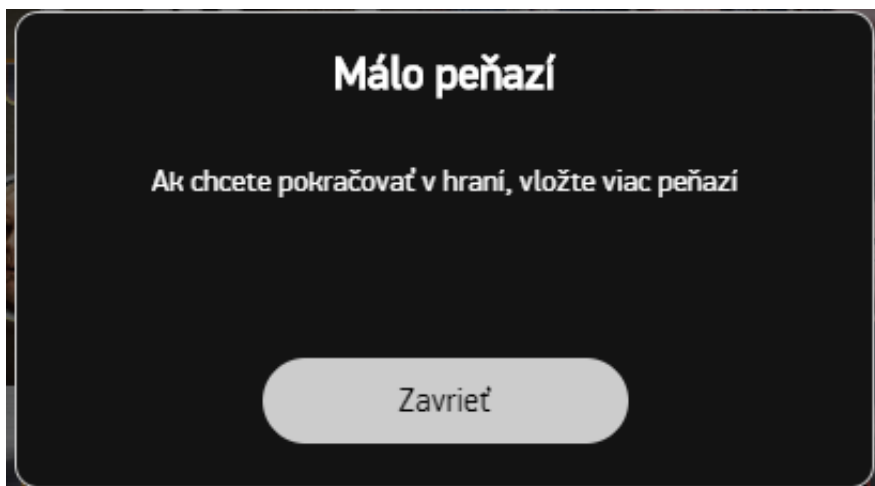 Málo peňazí
Ak chcete pokračovať v hraní, vložte viac peňazí
Zavrieť